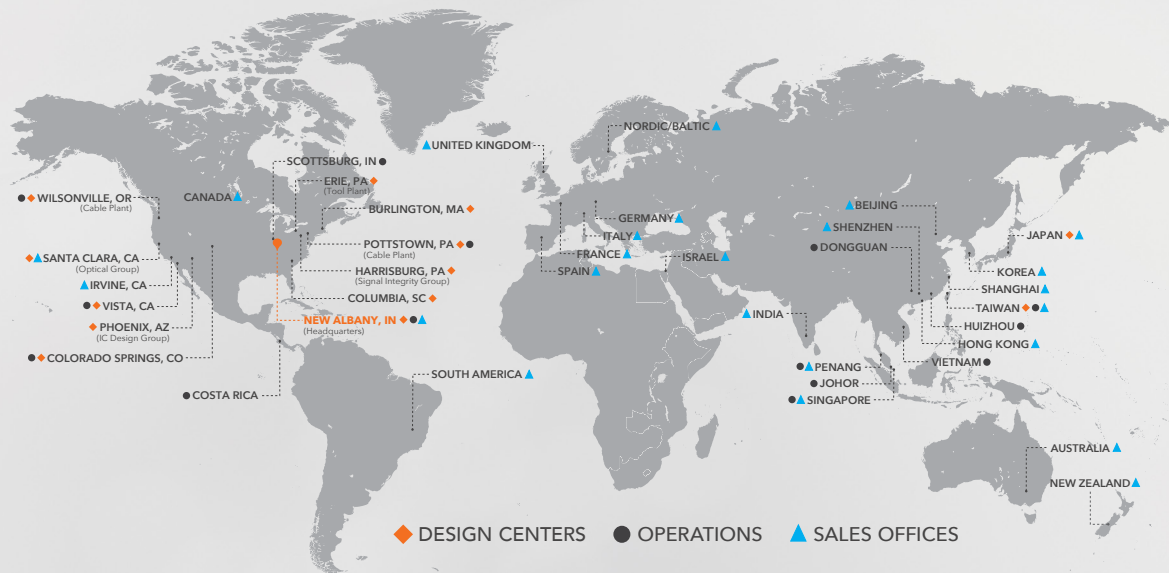 NORDIC/BALTIC
UNITED KINGDOM
SCOTTSBURG, IN
ERIE, PA
(Tool Plant)
WILSONVILLE, OR
(Cable Plant)
CANADA
BURLINGTON, MA
BEIJING
GERMANY
SHENZHEN
ITALY
JAPAN
POTTSTOWN, PA
(Cable Plant)
DONGGUAN
FRANCE
ISRAEL
SANTA CLARA, CA
(Optical Group)
HARRISBURG, PA
(Signal Integrity Group)
SPAIN
KOREA
IRVINE, CA
SHANGHAI
COLUMBIA, SC
VISTA, CA
TAIWAN
INDIA
NEW ALBANY, IN
(Headquarters)
PHOENIX, AZ
(IC Design Group)
HUIZHOU
HONG KONG
COLORADO SPRINGS, CO
VIETNAM
PENANG
SOUTH AMERICA
JOHOR
COSTA RICA
SINGAPORE
AUSTRALIA
NEW ZEALAND
DESIGN CENTERS
OPERATIONS
SALES OFFICES